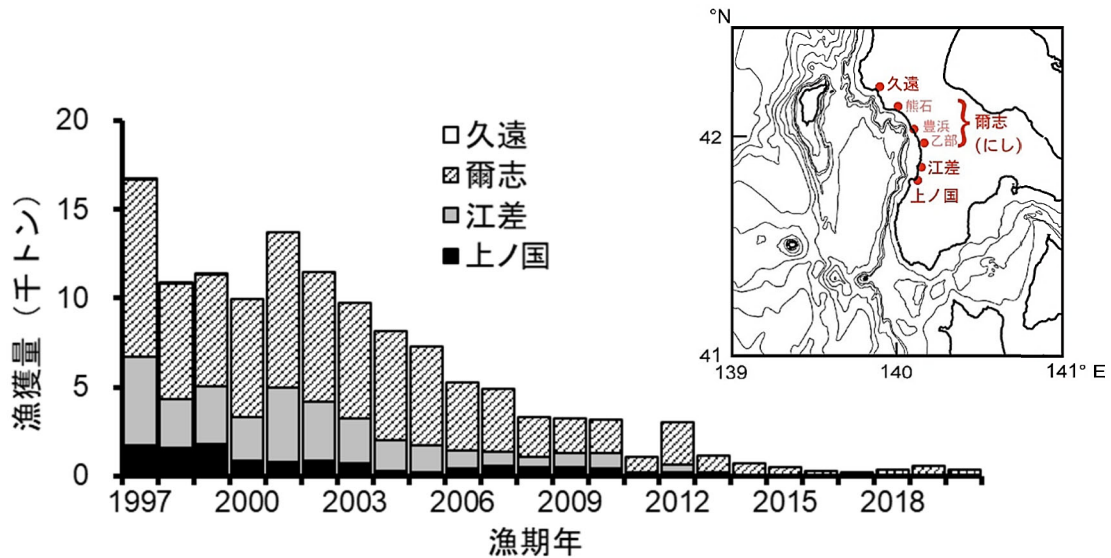 °N
42
41
139
140
141° E
久遠
熊石
豊浜
乙部
爾志
(にし)
江差
上ノ国
漁獲量（千トン）
20
15
10
5
0
久遠
爾志
江差
上ノ国
1997
2000
2003
2006
2009
2012
2015
2018
漁期年